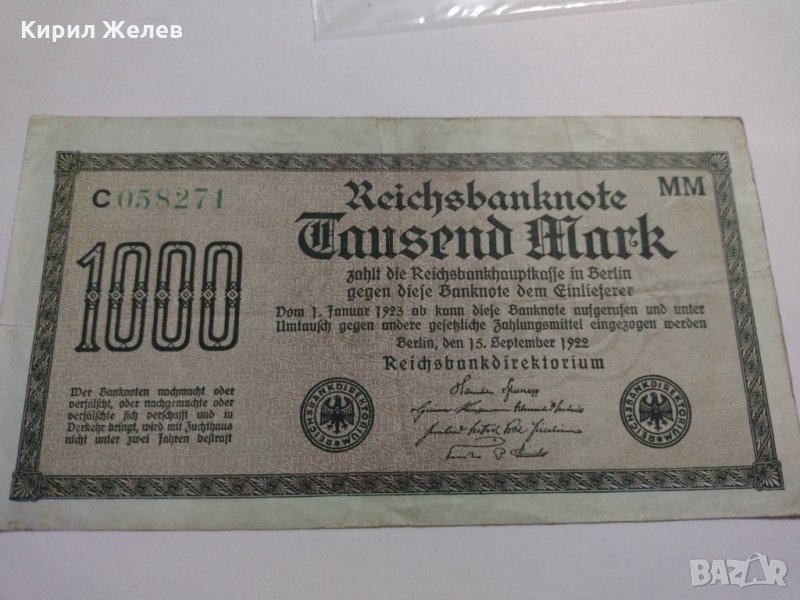 Кирил Желев
C 058271
Reichsbanknote
MM
Tausend Mark
1000
zahlt die Reichsbankhauptkasse in Berlin
gegen diese Banknote dem Einlieferer
Vom 1. Januar 1923 ab kann diese Banknote aufgerufen und unter
Umtausch gegen andere gesetzliche Zahlungsmittel eingezogen werden
Berlin, den 15. September 1922
Reichsbankdirektorium
Wer Banknoten nachmacht oder
verfälscht, oder nachgemachte oder
verfälschte sich verschafft und in
Verkehr bringt, wird mit Zuchthaus
nicht unter zwei Jahren bestraft
REICHSBANKDIREKTORIUM
REICHSBANKDIREKTORIUM
BAZAR